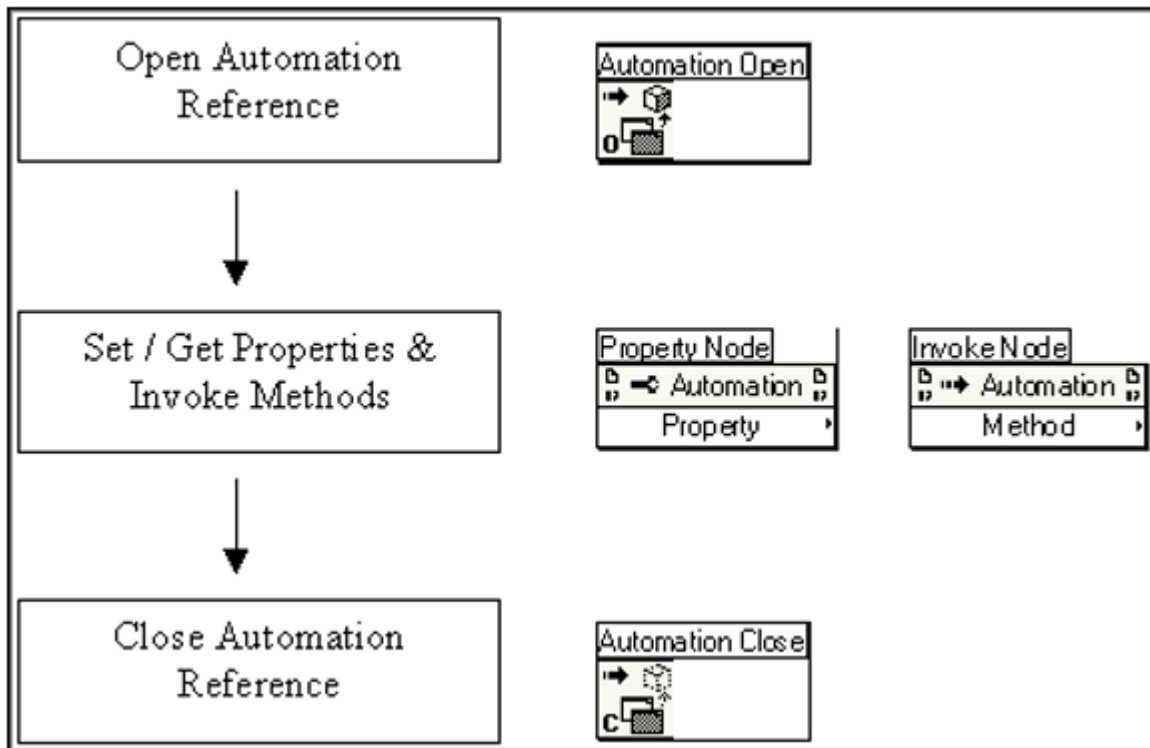 Open Automation
Reference
Automation Open
O
Set / Get Properties &
Invoke Methods
Property Node
Automation
Property
Invoke Node
Automation
Method
Close Automation
Reference
Automation Close
C